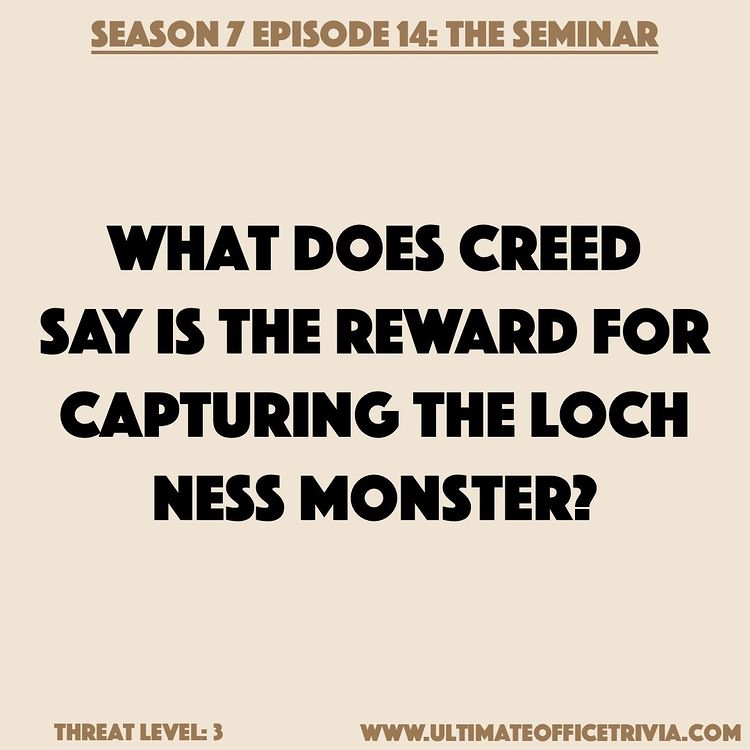 SEASON 7 EPISODE 14: THE SEMINAR
WHAT DOES CREED
SAY IS THE REWARD FOR
CAPTURING THE LOCH
NESS MONSTER?
THREAT LEVEL: 3
WWW.ULTIMATEOFFICETRIVIA.COM